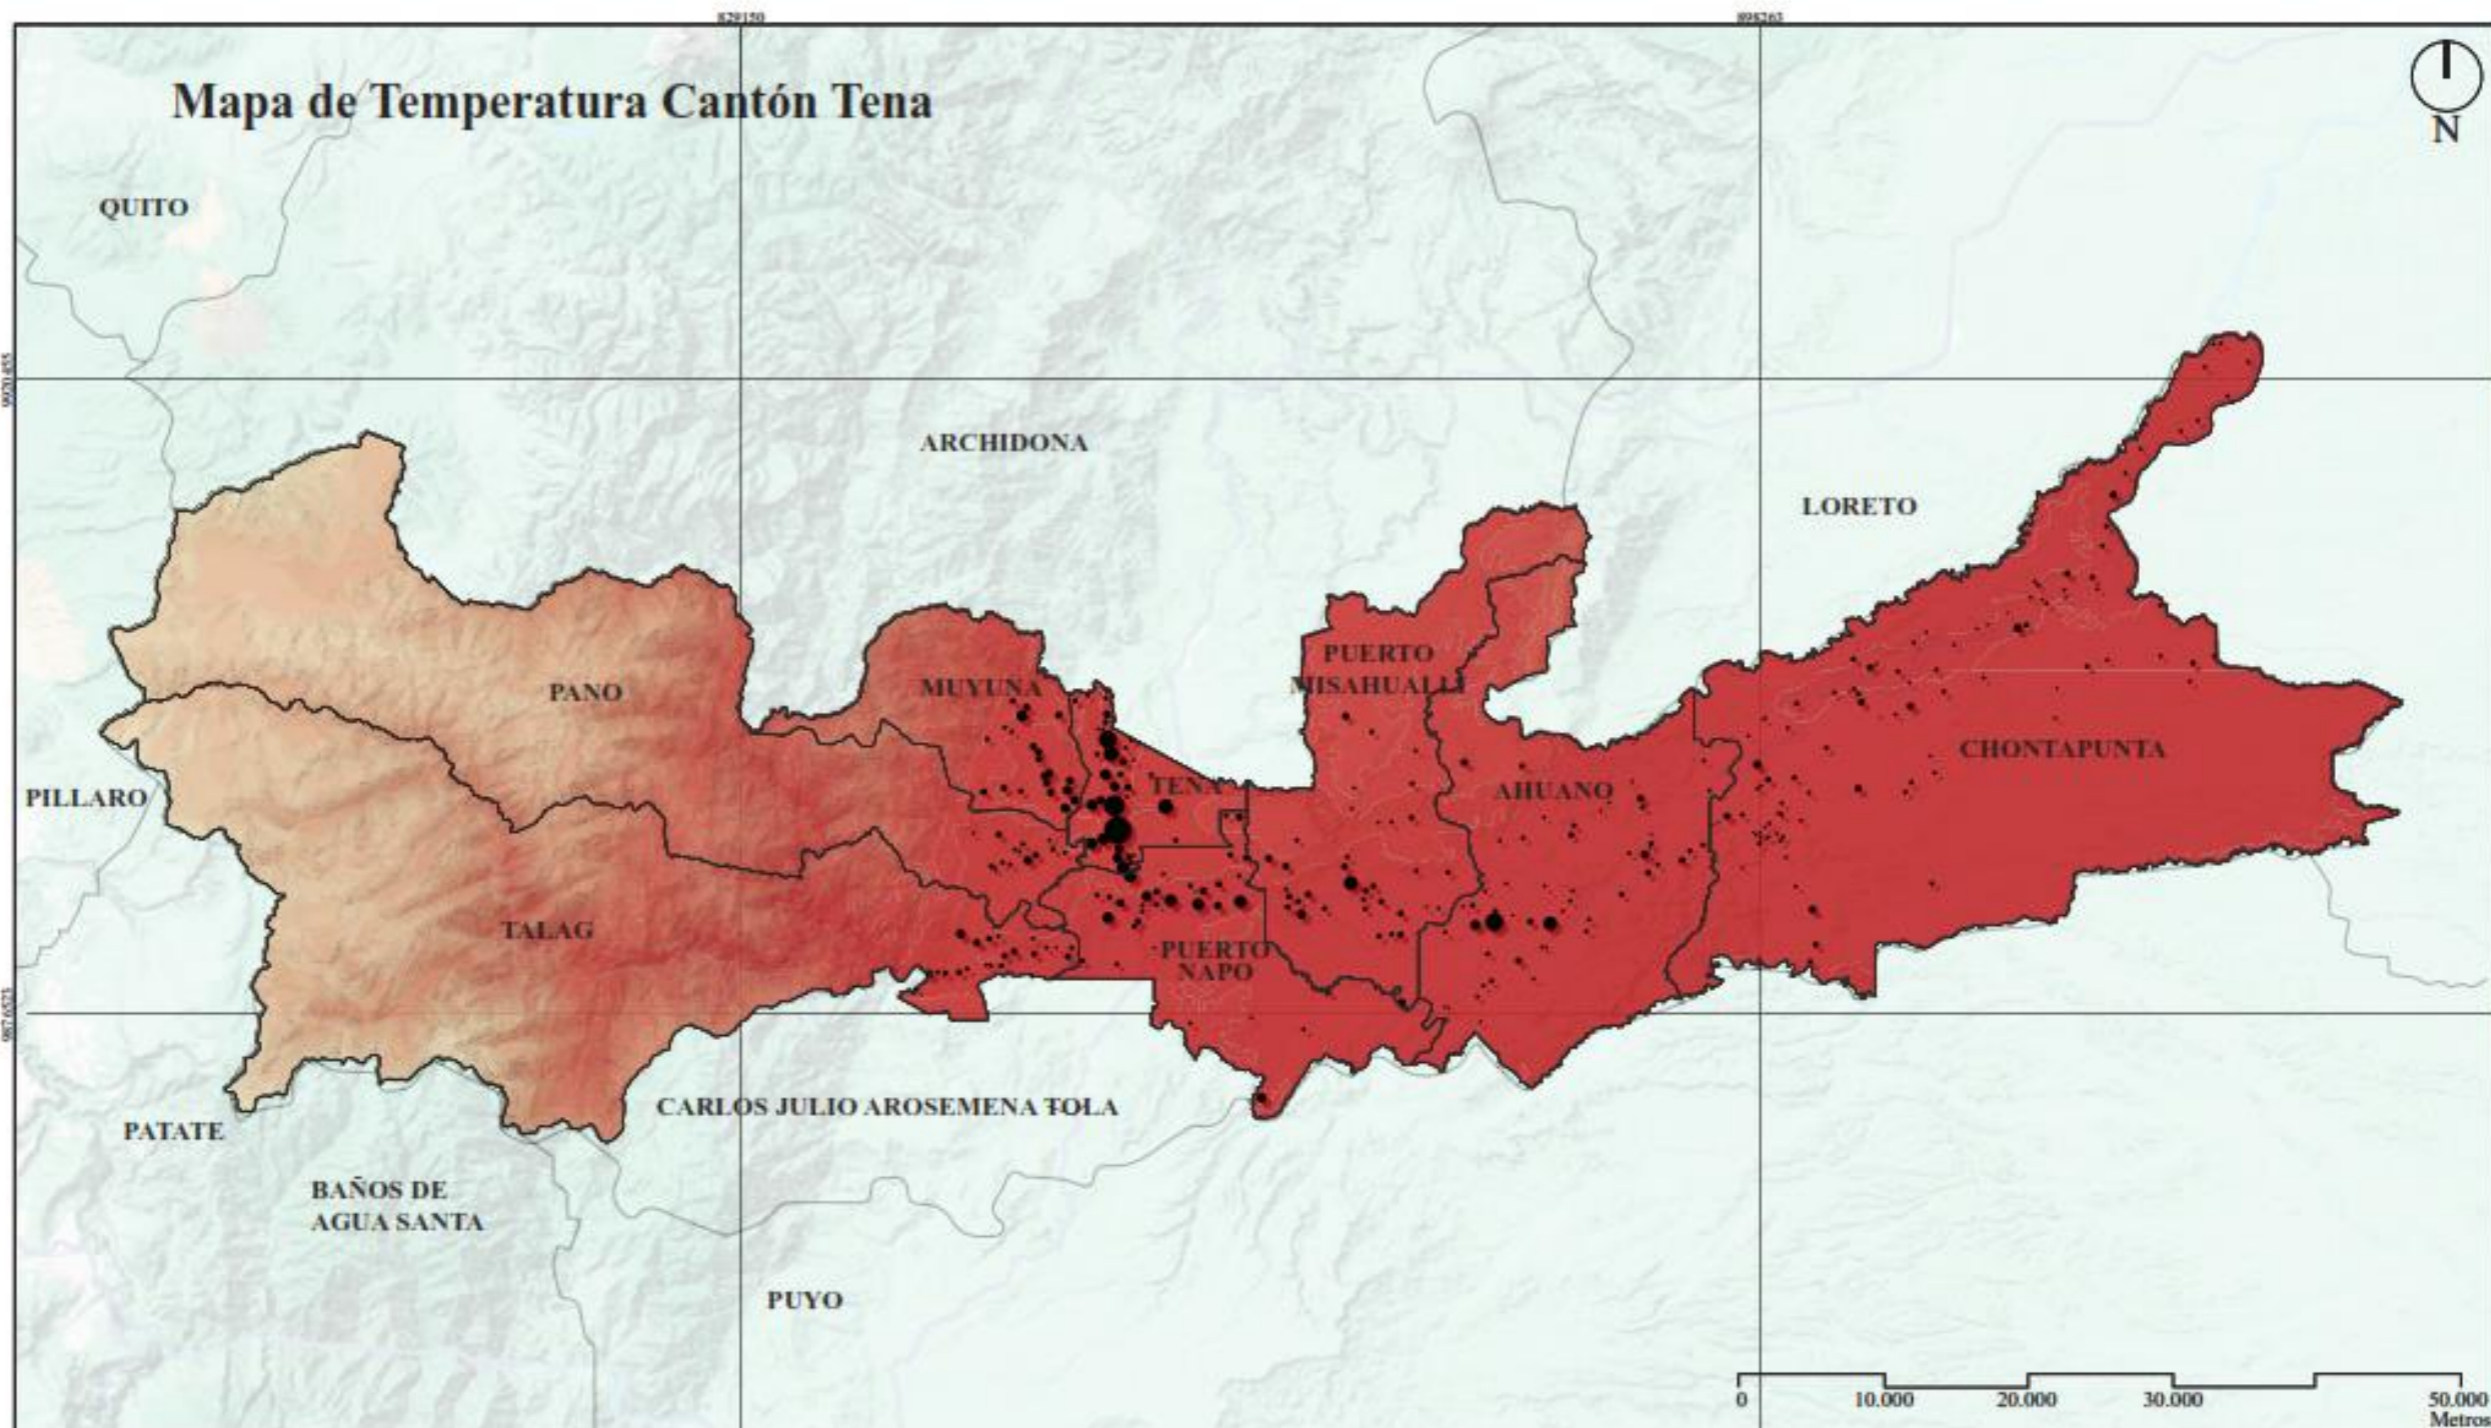 829150
898263
Mapa de Temperatura Cantón Tena
N
QUITO
ARCHIDONA
LORETO
PANO
MUYUNA
PUERTO
MISAHUALLI
TENA
AHUANO
CHONTAPUNTA
PILLARO
TALAG
PUERTO
NAPO
PATATE
CARLOS JULIO AROSEMENA TOLA
BAÑOS DE
AGUA SANTA
PUYO
0 10.000 20.000 30.000 50.000
Metros